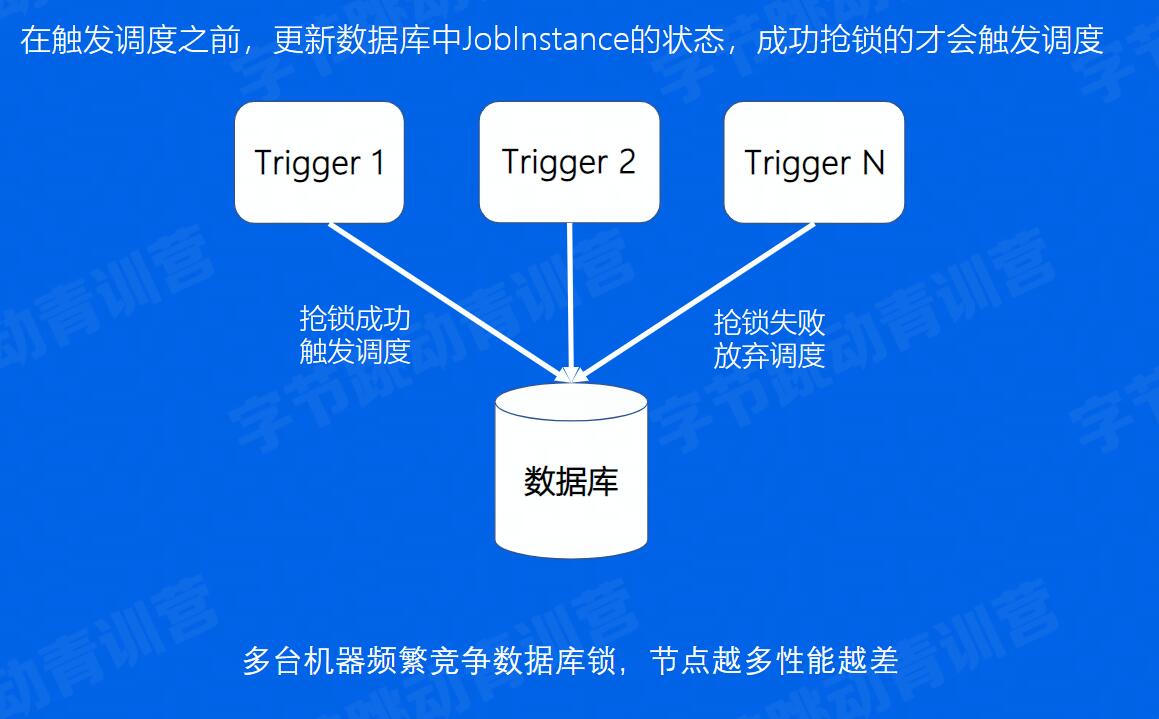 在触发调度之前，更新数据库中JobInstance的状态，成功抢锁的才会触发调度
Trigger 1
Trigger 2
Trigger N
抢锁成功
触发调度
抢锁失败
放弃调度
数据库
多台机器频繁竞争数据库锁，节点越多性能越差
字节跳动青训营